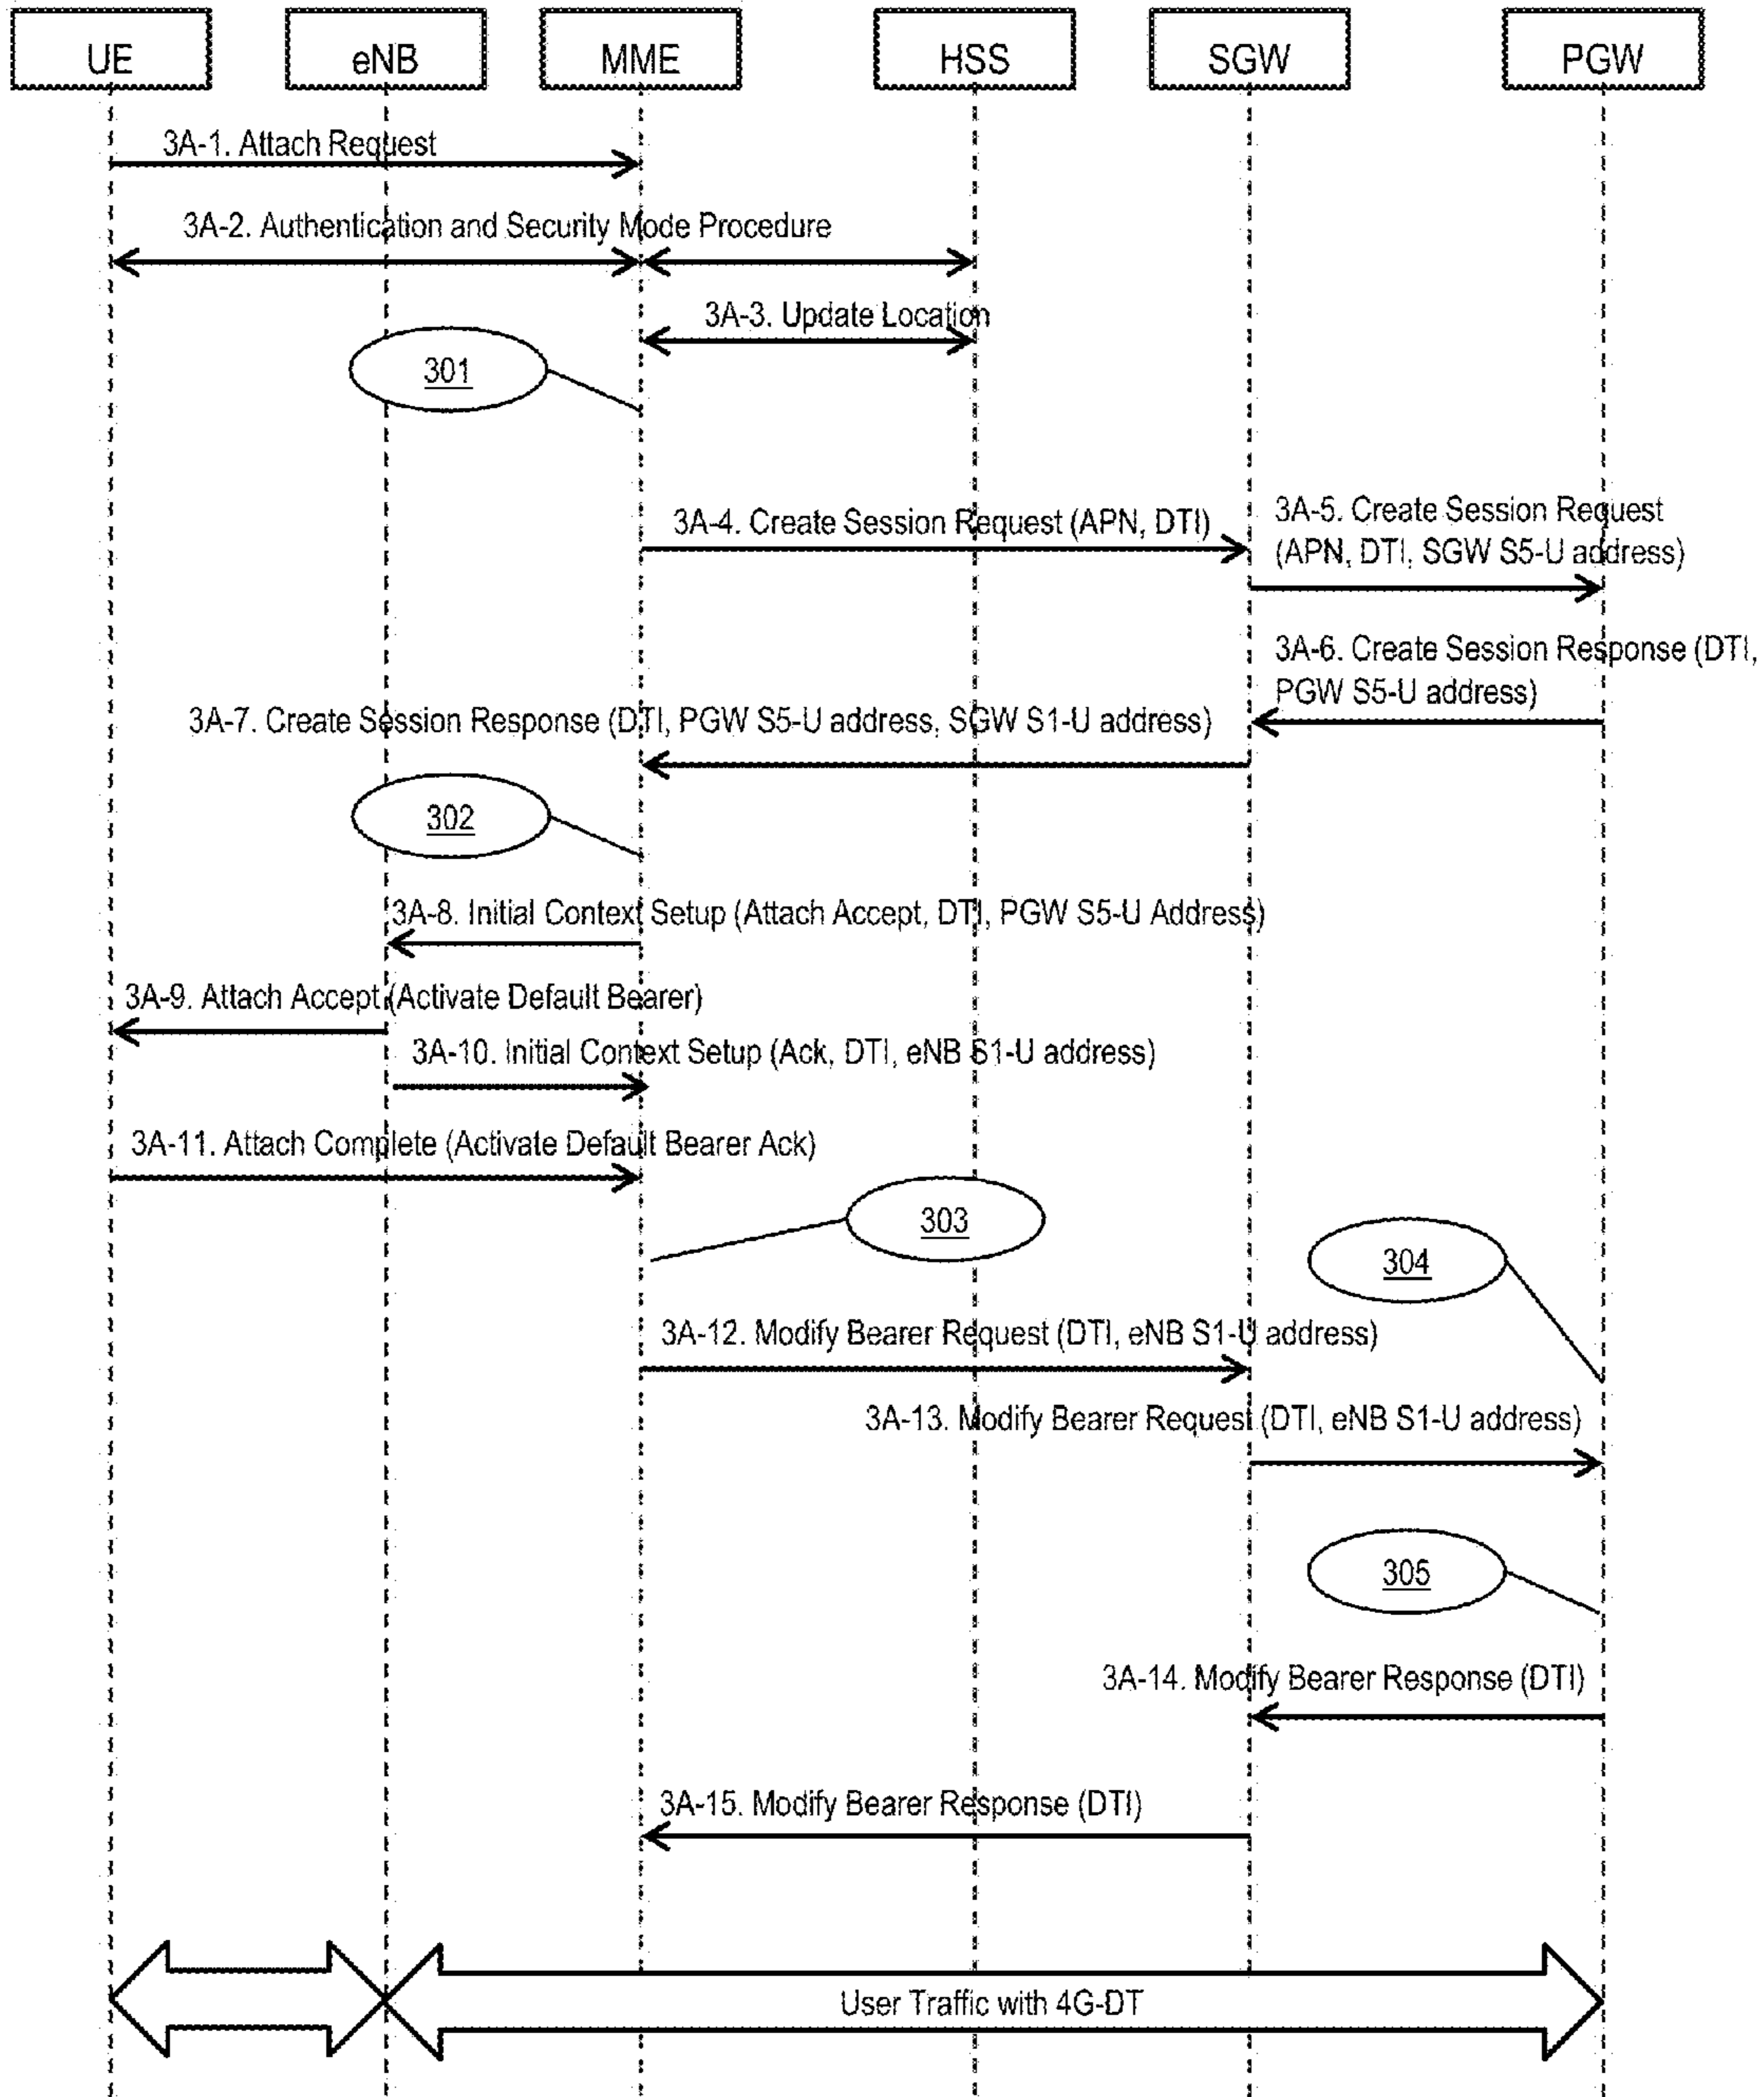 UE
eNB
MME
HSS
SGW
PGW
3A-1. Attach Request
3A-2. Authentication and Security Mode Procedure
3A-3. Update Location
301
3A-4. Create Session Request (APN, DTI)
3A-5. Create Session Request
(APN, DTI, SGW S5-U address)
3A-6. Create Session Response (DTI,
PGW S5-U address)
3A-7. Create Session Response (DTI, PGW S5-U address, SGW S1-U address)
302
3A-8. Initial Context Setup (Attach Accept, DTI, PGW S5-U Address)
3A-9. Attach Accept (Activate Default Bearer)
3A-10. Initial Context Setup (Ack, DTI, eNB S1-U address)
3A-11. Attach Complete (Activate Default Bearer Ack)
303
304
3A-12. Modify Bearer Request (DTI, eNB S1-U address)
3A-13. Modify Bearer Request (DTI, eNB S1-U address)
305
3A-14. Modify Bearer Response (DTI)
3A-15. Modify Bearer Response (DTI)
User Traffic with 4G-DT